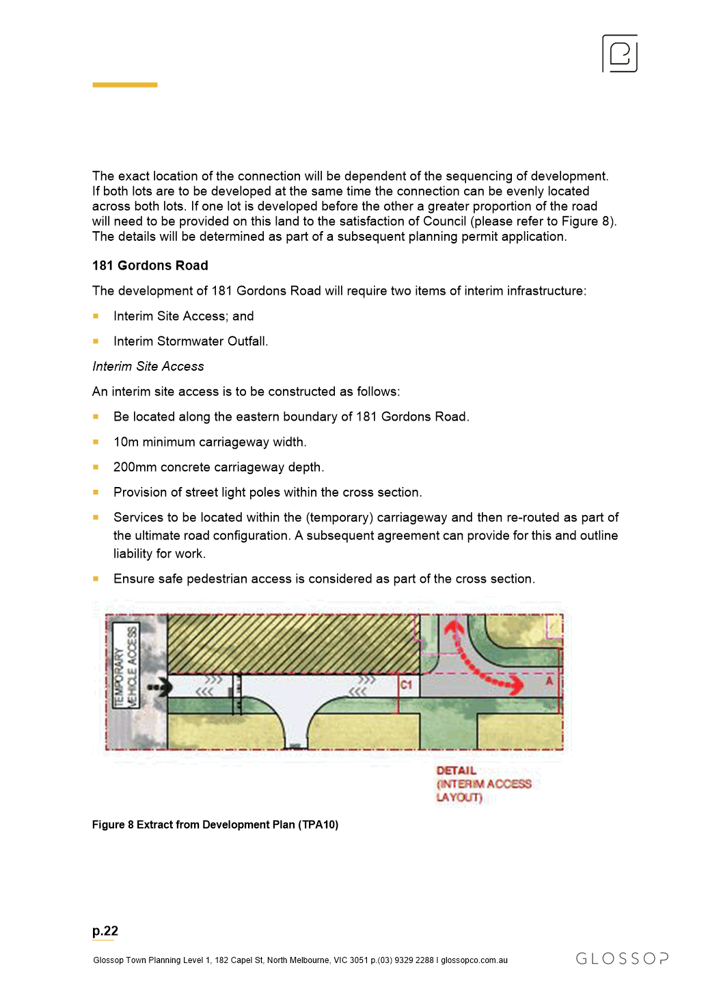 The exact location of the connection will be dependent of the sequencing of development.
If both lots are to be developed at the same time the connection can be evenly located
across both lots. If one lot is developed before the other a greater proportion of the road
will need to be provided on this land to the satisfaction of Council (please refer to Figure 8).
The details will be determined as part of a subsequent planning permit application.
181 Gordons Road
The development of 181 Gordons Road will require two items of interim infrastructure:
Interim Site Access; and
Interim Stormwater Outfall.
Interim Site Access
An interim site access is to be constructed as follows:
Be located along the eastern boundary of 181 Gordons Road.
10m minimum carriageway width.
200mm concrete carriageway depth.
Provision of street light poles within the cross section.
Services to be located within the (temporary) carriageway and then re-routed as part of
the ultimate road configuration. A subsequent agreement can provide for this and outline
liability for work.
Ensure safe pedestrian access is considered as part of the cross section.
TEMPORARY
VEHICLE ACCESS
C1
A
DETAIL
(INTERIM ACCESS
LAYOUT)
Figure 8 Extract from Development Plan (TPA10)
p.22
Glossop Town Planning Level 1, 182 Capel St, North Melbourne, VIC 3051 p.(03) 9329 2288 I glossopco.com.au
GLOSSOP